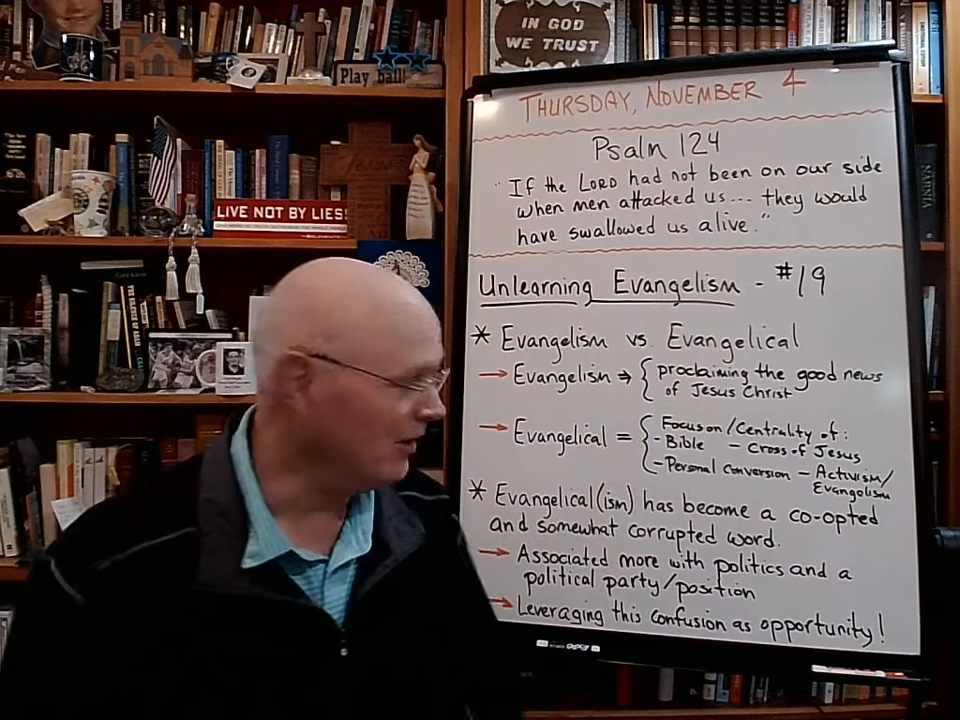 IN GOD
WE TRUST
Play ball!
LIVE NOT BY LIES!
NARNIA
THURSDAY, NOVEMBER 4
Psalm 124
"If the LORD had not been on our side
when men attacked us... they would
have swallowed us alive."
Unlearning Evangelism - #19
* Evangelism vs. Evangelical
→ Evangelism → { proclaiming the good news
of Jesus Christ
→ Evangelical = { Focus on/Centrality of:
- Bible - Cross of Jesus
- Personal conversion - Activism/
Evangelism
* Evangelical(ism) has become a co-opted
and somewhat corrupted word.
→ Associated more with politics and a
political party/position
→ Leveraging this confusion as opportunity!